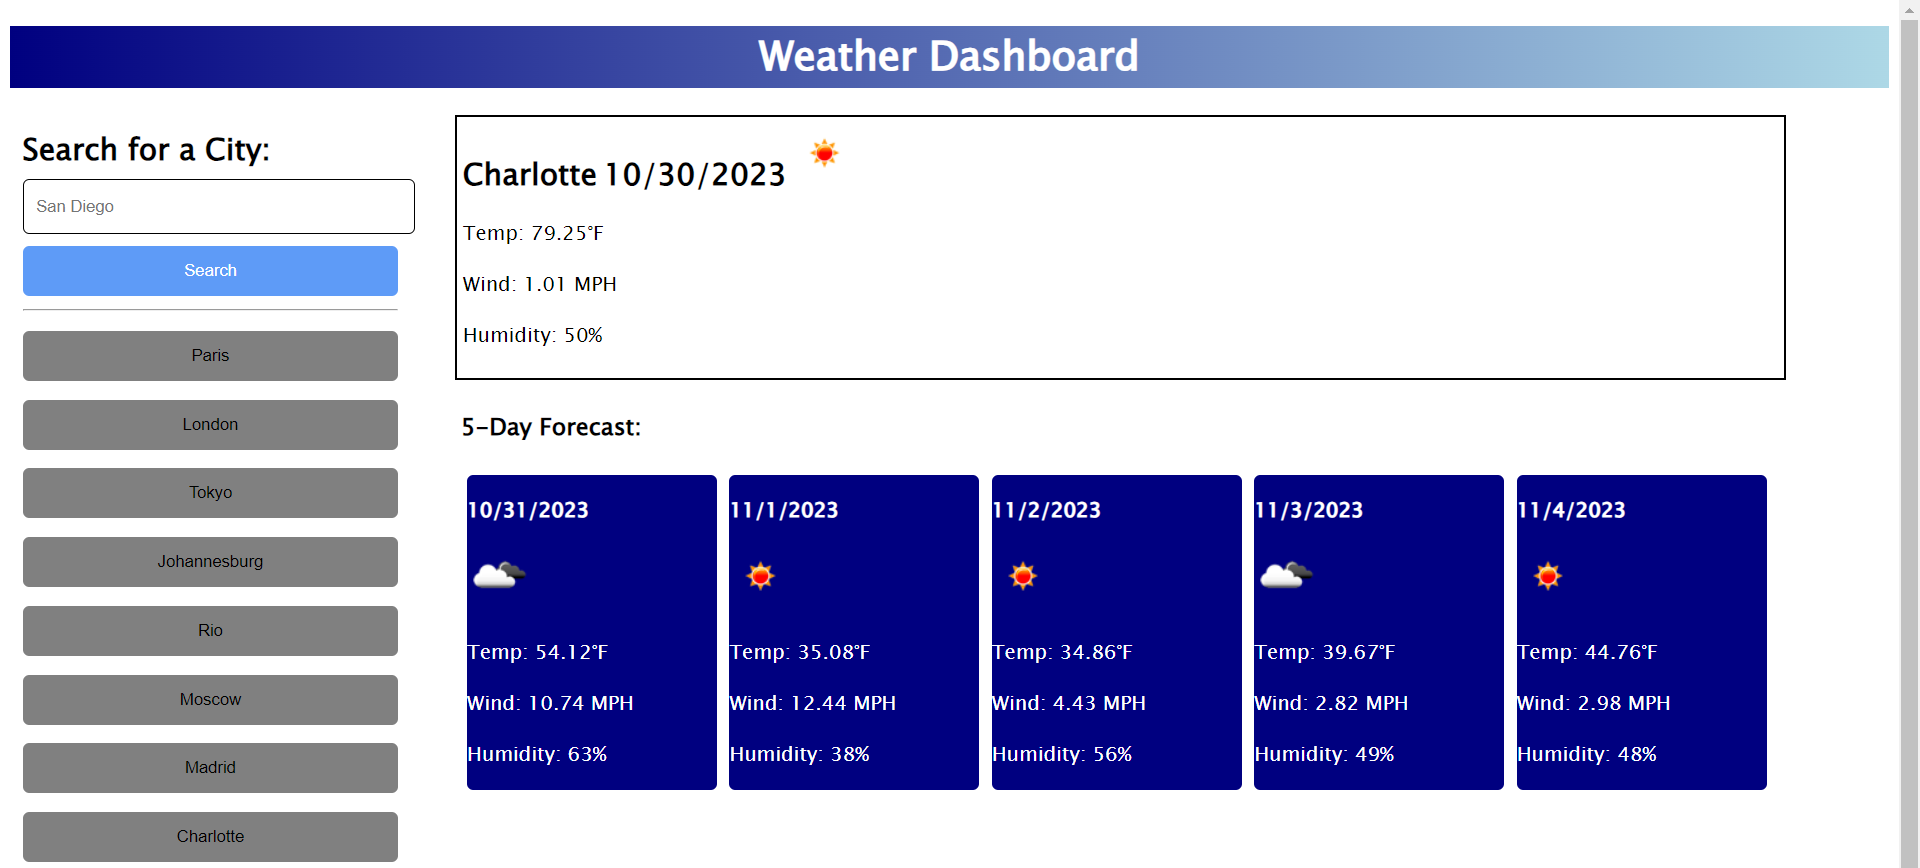 Weather Dashboard
Search for a City:
San Diego
Search
Paris
London
Tokyo
Johannesburg
Rio
Moscow
Madrid
Charlotte
Charlotte 10/30/2023
Temp: 79.25°F
Wind: 1.01 MPH
Humidity: 50%
5-Day Forecast:
10/31/2023
Temp: 54.12°F
Wind: 10.74 MPH
Humidity: 63%
11/1/2023
Temp: 35.08°F
Wind: 12.44 MPH
Humidity: 38%
11/2/2023
Temp: 34.86°F
Wind: 4.43 MPH
Humidity: 56%
11/3/2023
Temp: 39.67°F
Wind: 2.82 MPH
Humidity: 49%
11/4/2023
Temp: 44.76°F
Wind: 2.98 MPH
Humidity: 48%